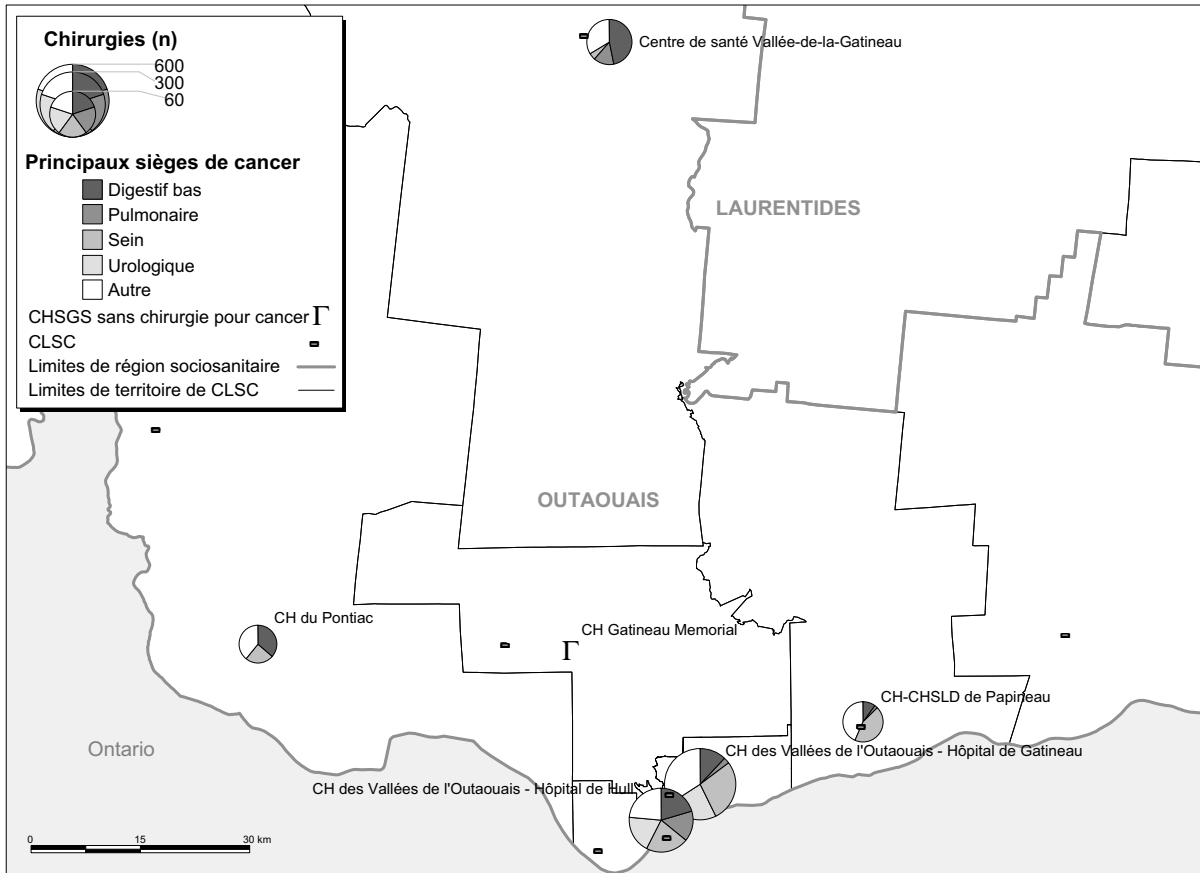 Chirurgies (n)
600
300
60
Principaux sièges de cancer
Digestif bas
Pulmonaire
Sein
Urologique
Autre
CHSGS sans chirurgie pour cancer Γ
CLSC
Limites de région sociosanitaire
Limites de territoire de CLSC
Centre de santé Vallée-de-la-Gatineau
LAURENTIDES
OUTAOUAIS
CH du Pontiac
CH Gatineau Memorial
Γ
CH-CHSLD de Papineau
Ontario
CH des Vallées de l'Outaouais - Hôpital de Gatineau
CH des Vallées de l'Outaouais - Hôpital de Hull
0 15 30 km